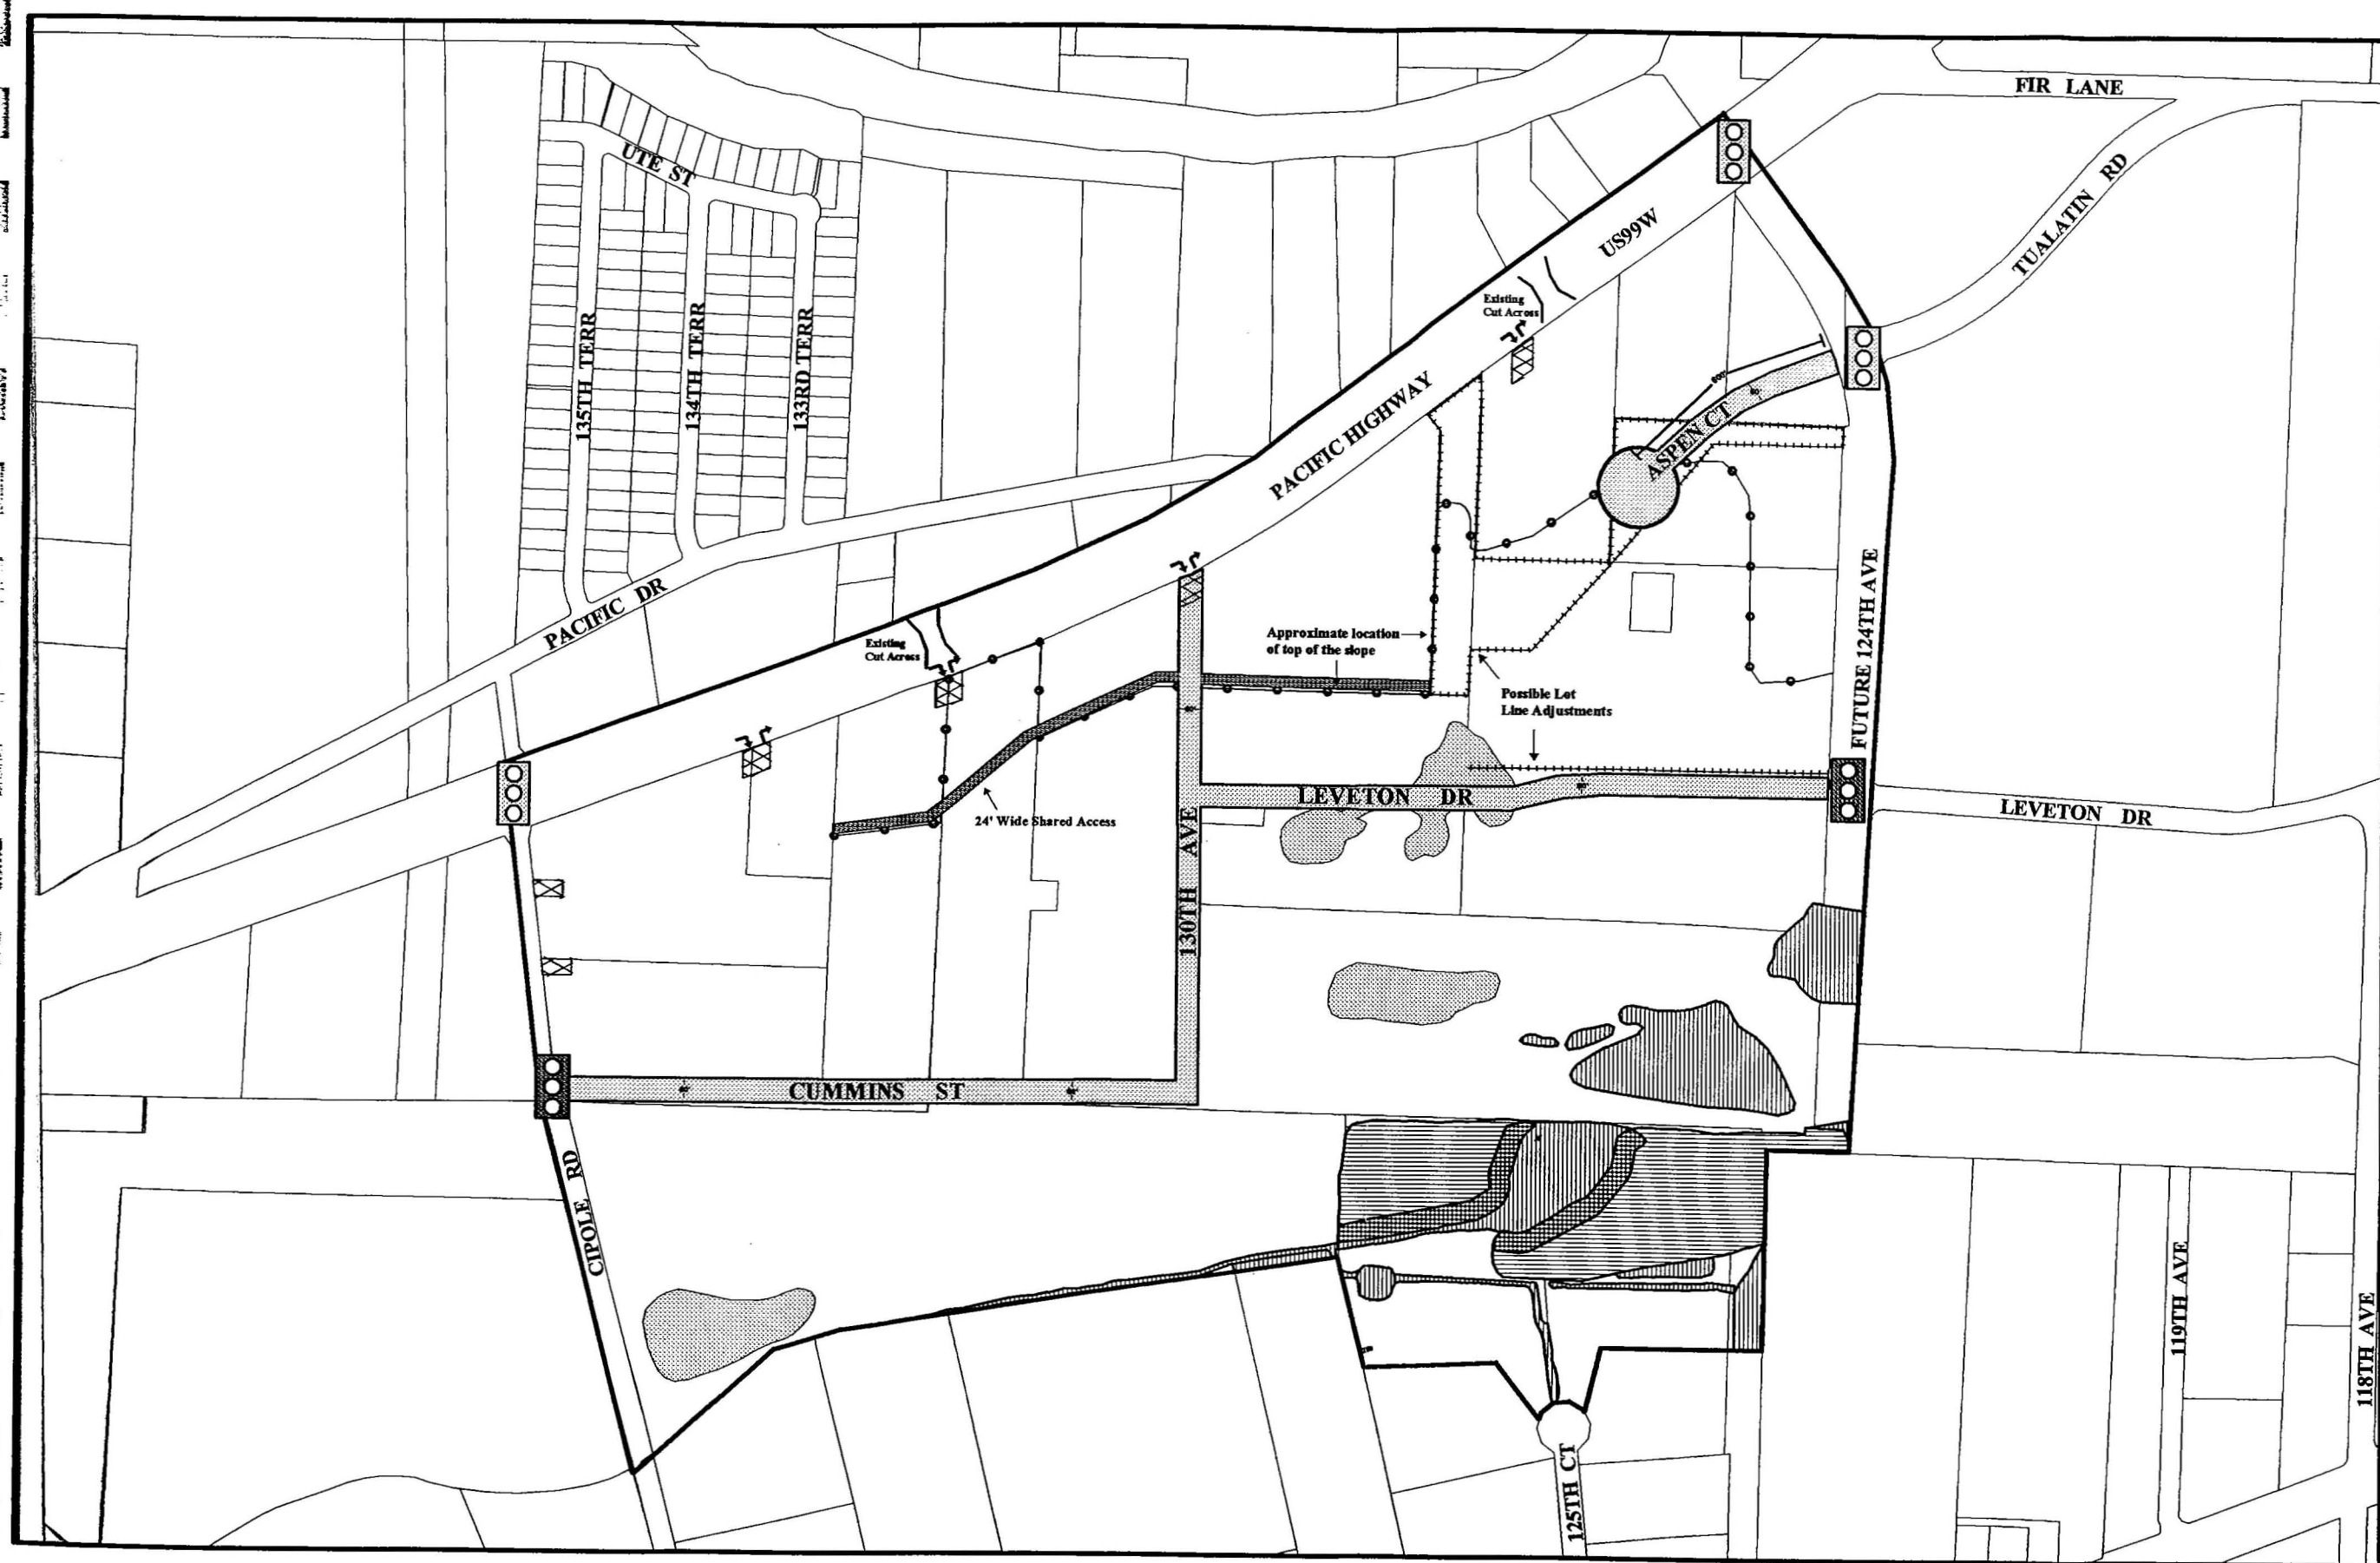 FIR LANE
TUALATIN RD
UTE ST
US99W
Existing
Cut Across
135TH TERR
134TH TERR
133RD TERR
PACIFIC HIGHWAY
ASPEN CT
PACIFIC DR
Existing
Cut Across
Approximate location
of top of the slope
FUTURE 124TH AVE
Possible Lot
Line Adjustments
24' Wide Shared Access
LEVETON DR
LEVETON DR
130TH AVE
CUMMINS ST
CIPOLE RD
119TH AVE
118TH AVE
125TH CT